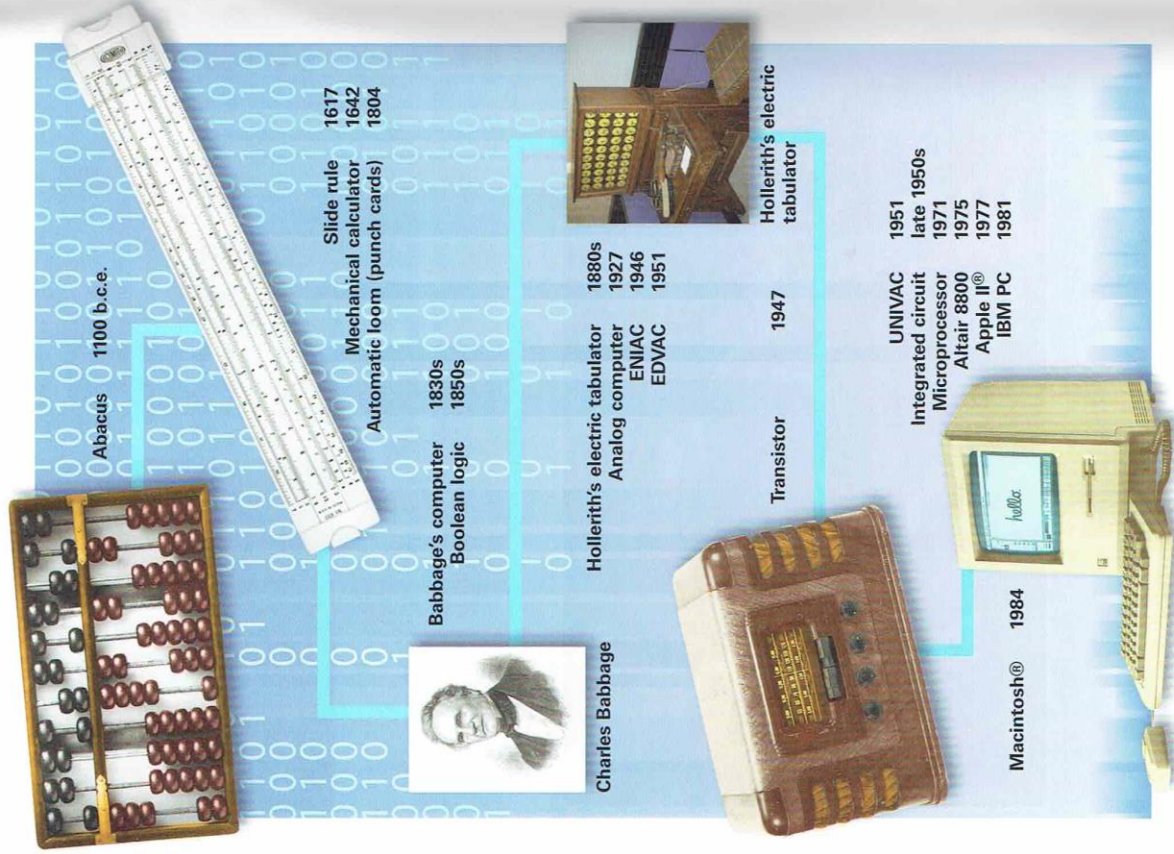 Abacus 1100 b.c.e.
Slide rule 1617
Mechanical calculator 1642
Automatic loom (punch cards) 1804
Babbage's computer 1830s
Boolean logic 1850s
Charles Babbage
Hollerith's electric tabulator 1880s
Analog computer 1927
ENIAC 1946
EDVAC 1951
Hollerith's electric
tabulator
Transistor 1947
UNIVAC 1951
Integrated circuit late 1950s
Microprocessor 1971
Altair 8800 1975
Apple II® 1977
IBM PC 1981
Macintosh® 1984
hello.